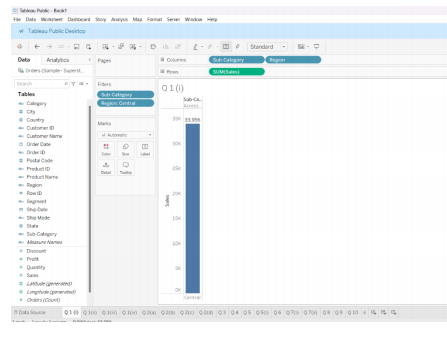 Tableau Public - Book1
File Data Worksheet Dashboard Story Analysis Map Format Server Window Help
Tableau Public Desktop
Standard
Data Analytics
Pages
Columns Sub-Category Region
Orders (Sample - Superst...
Rows SUM(Sales)
Search
Filters
Sub-Category
Region: Central
Q 1 (i)
Tables
Category
City
Country
Customer ID
Customer Name
Order Date
Order ID
Postal Code
Product ID
Product Name
Region
Row ID
Segment
Ship Date
Ship Mode
State
Sub-Category
Measure Names
Discount
Profit
Quantity
Sales
Latitude (generated)
Longitude (generated)
Orders (Count)
Marks
Automatic
Color Size Label
Detail Tooltip
Sub-Ca..
Access..
33,956
35K
30K
25K
20K
15K
10K
5K
0K
Sales
Central
Data Source Q 1 (i) Q 1(ii) Q 1(iii) Q 1(iv) Q 2(a) Q 2(b) Q 2(c) Q 2(d) Q 3 Q 4 Q 5 Q 5(i) Q 6 Q 7(i) Q 7(ii) Q 8 Q 9 Q 10